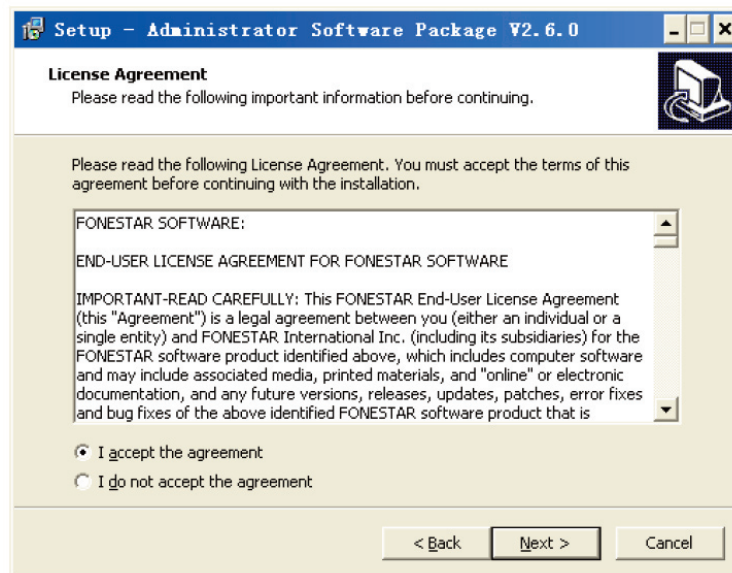 Setup - Administrator Software Package V2.6.0
License Agreement
Please read the following important information before continuing.
Please read the following License Agreement. You must accept the terms of this
agreement before continuing with the installation.
FONESTAR SOFTWARE:
END-USER LICENSE AGREEMENT FOR FONESTAR SOFTWARE
IMPORTANT-READ CAREFULLY: This FONESTAR End-User License Agreement
(this "Agreement") is a legal agreement between you (either an individual or a
single entity) and FONESTAR International Inc. (including its subsidiaries) for the
FONESTAR software product identified above, which includes computer software
and may include associated media, printed materials, and "online" or electronic
documentation, and any future versions, releases, updates, patches, error fixes
and bug fixes of the above identified FONESTAR software product that is
I accept the agreement
I do not accept the agreement
< Back
Next >
Cancel